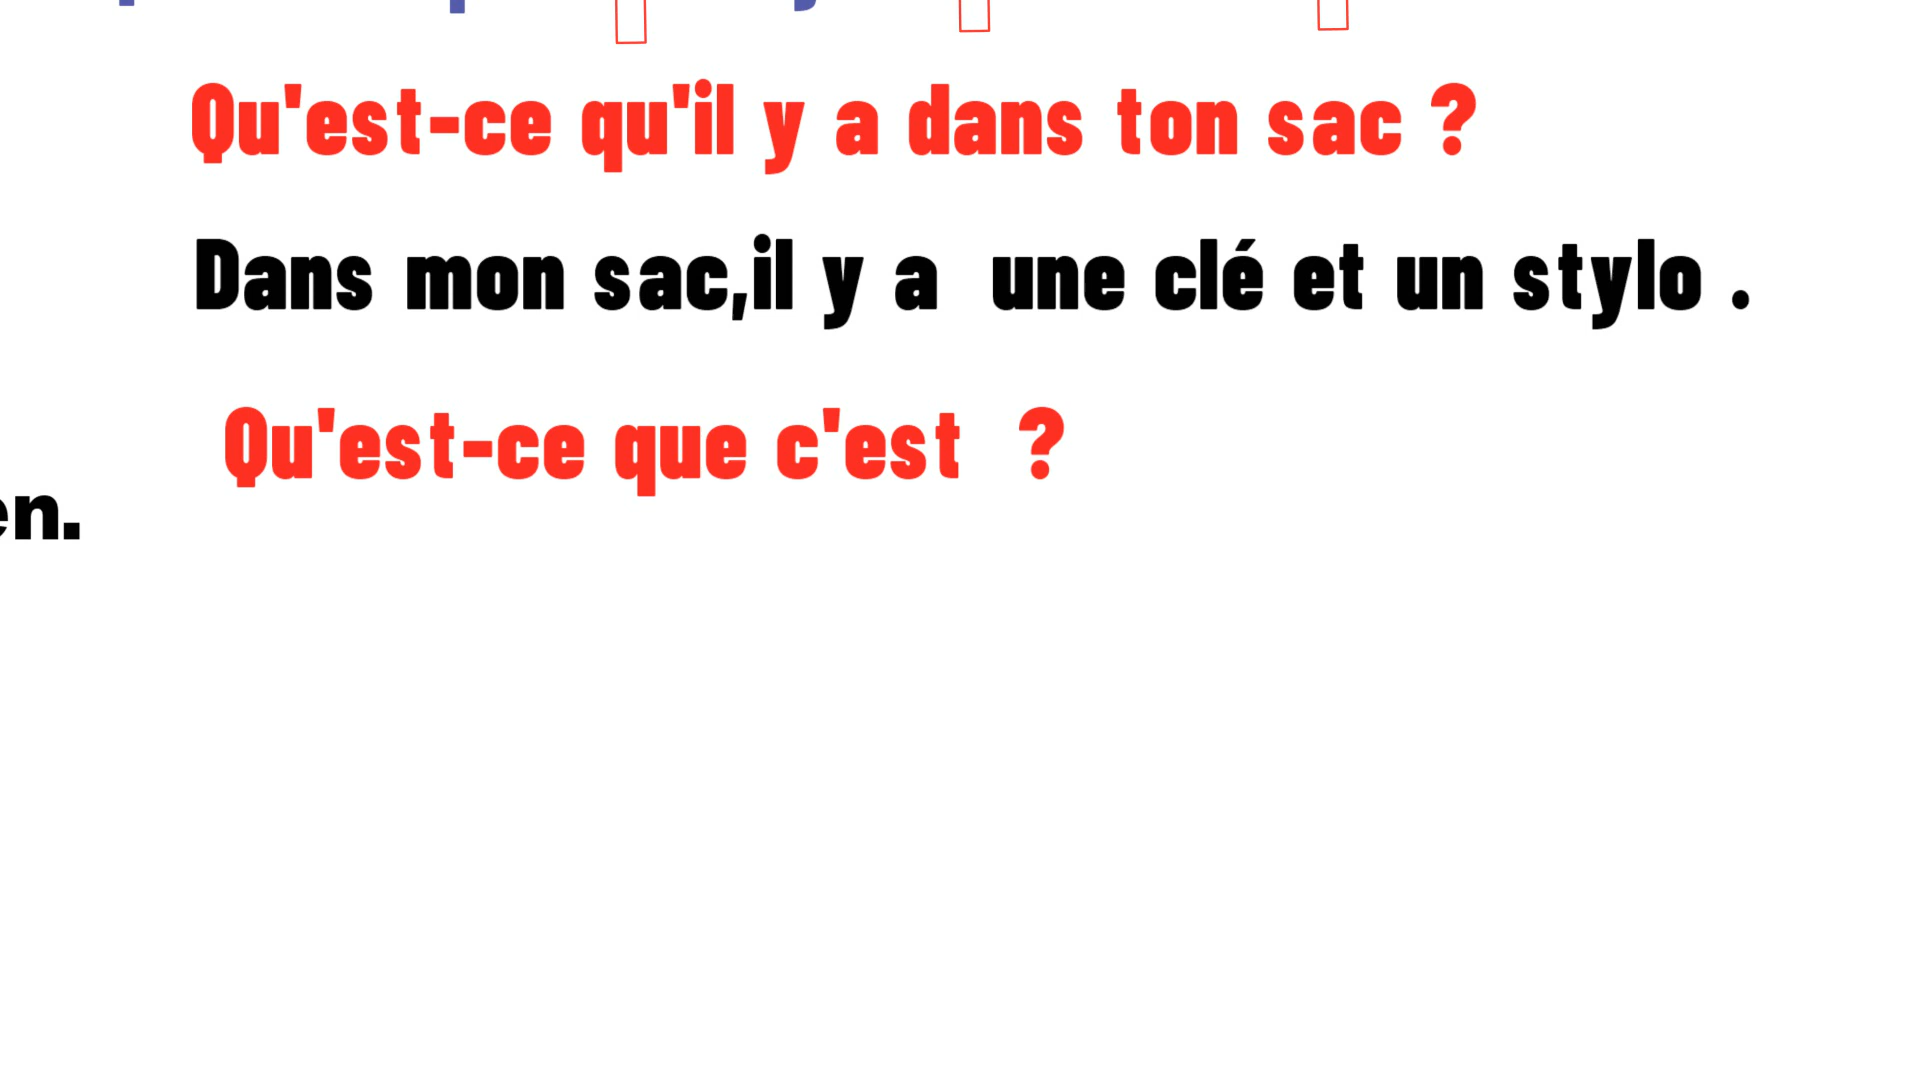 Qu'est-ce qu'il y a dans ton sac ?
Dans mon sac,il y a  une clé et un stylo .
Qu'est-ce que c'est  ?
en.